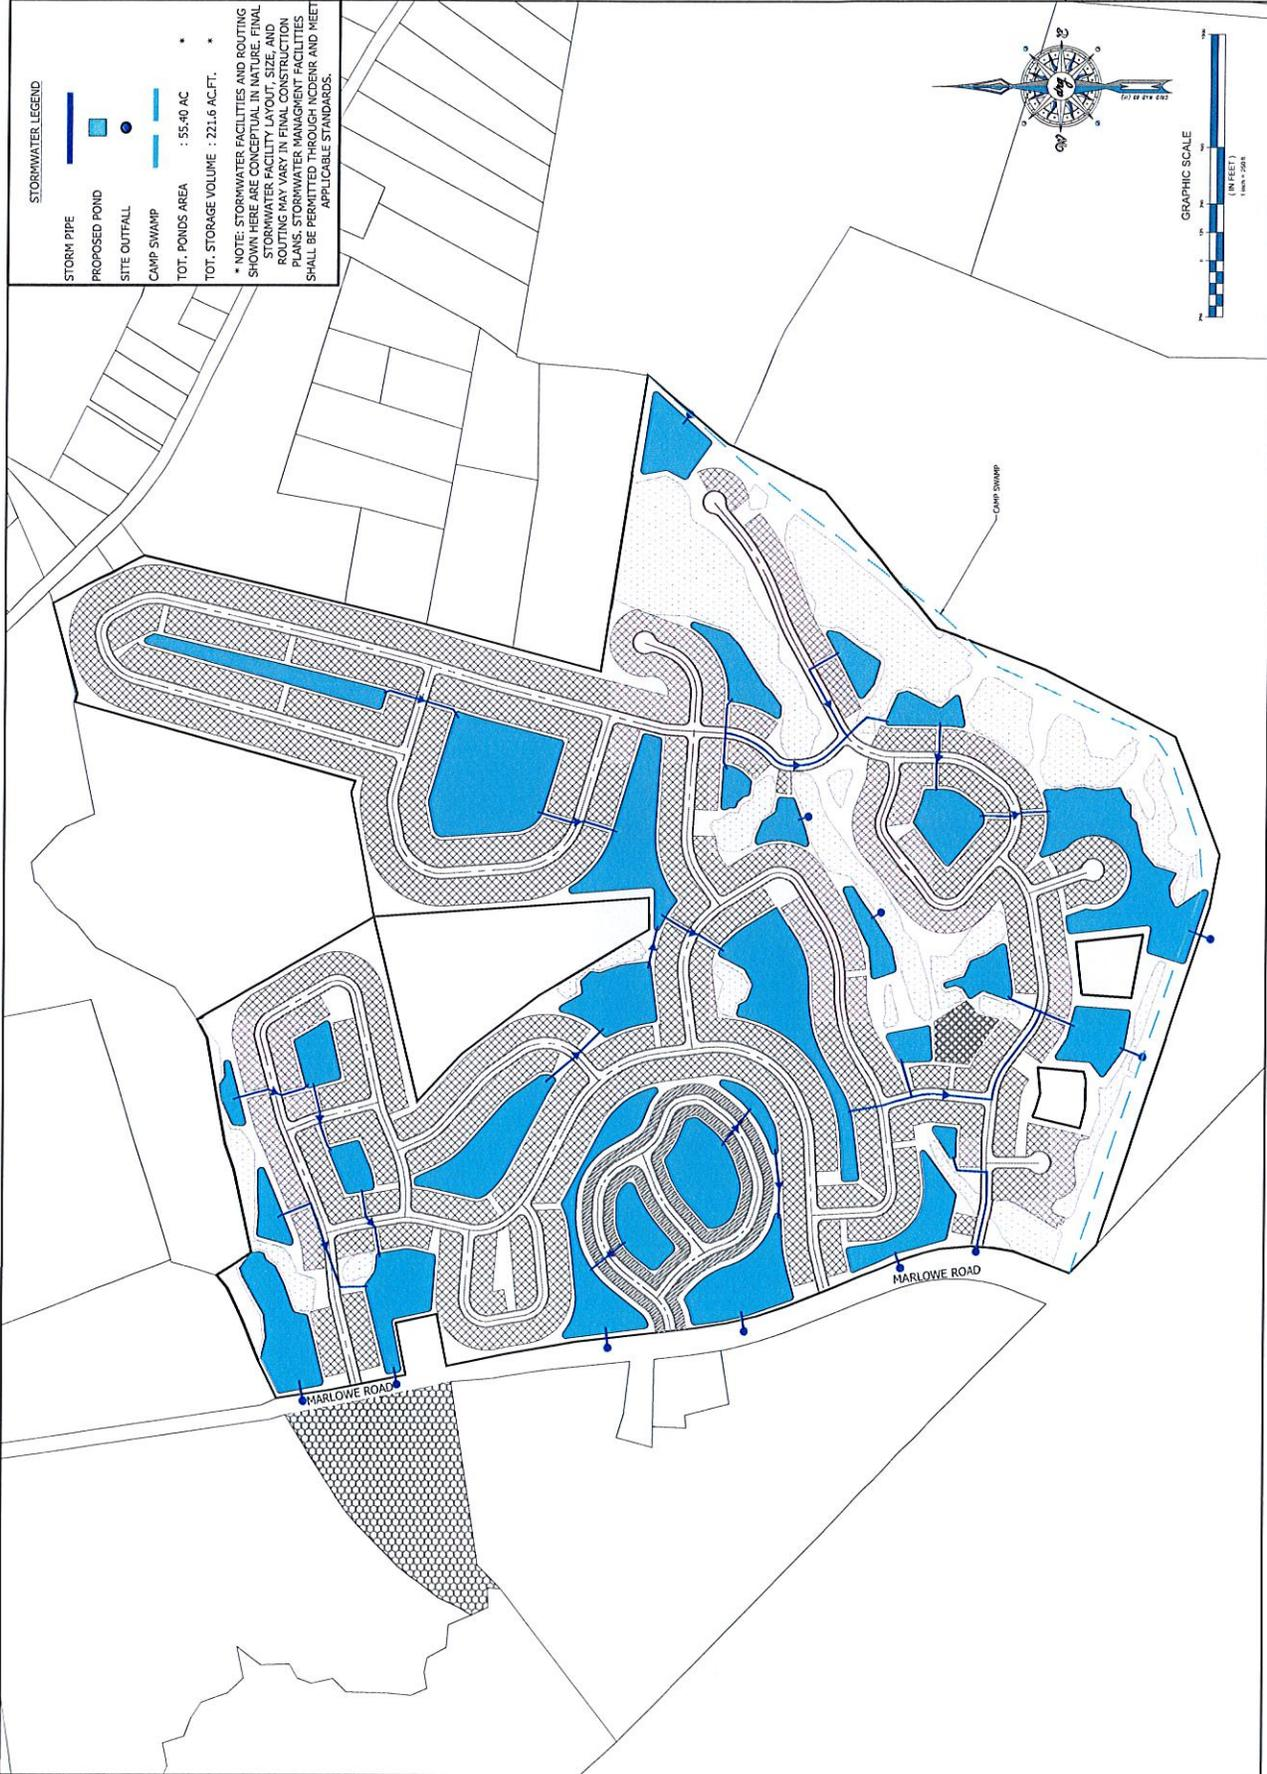 STORMWATER LEGEND
STORM PIPE
PROPOSED POND
SITE OUTFALL
CAMP SWAMP
TOT. PONDS AREA : 55.40 AC *
TOT. STORAGE VOLUME : 221.6 AC.FT. *
* NOTE: STORMWATER FACILITIES AND ROUTING
SHOWN HERE ARE CONCEPTUAL IN NATURE. FINAL
STORMWATER FACILITY LAYOUT, SIZE, AND
ROUTING MAY VARY IN FINAL CONSTRUCTION
PLANS. STORMWATER MANAGMENT FACILITIES
SHALL BE PERMITTED THROUGH NCDENR AND MEET
APPLICABLE STANDARDS.
GRAPHIC SCALE
( IN FEET )
CAMP SWAMP
MARLOWE ROAD
MARLOWE ROAD